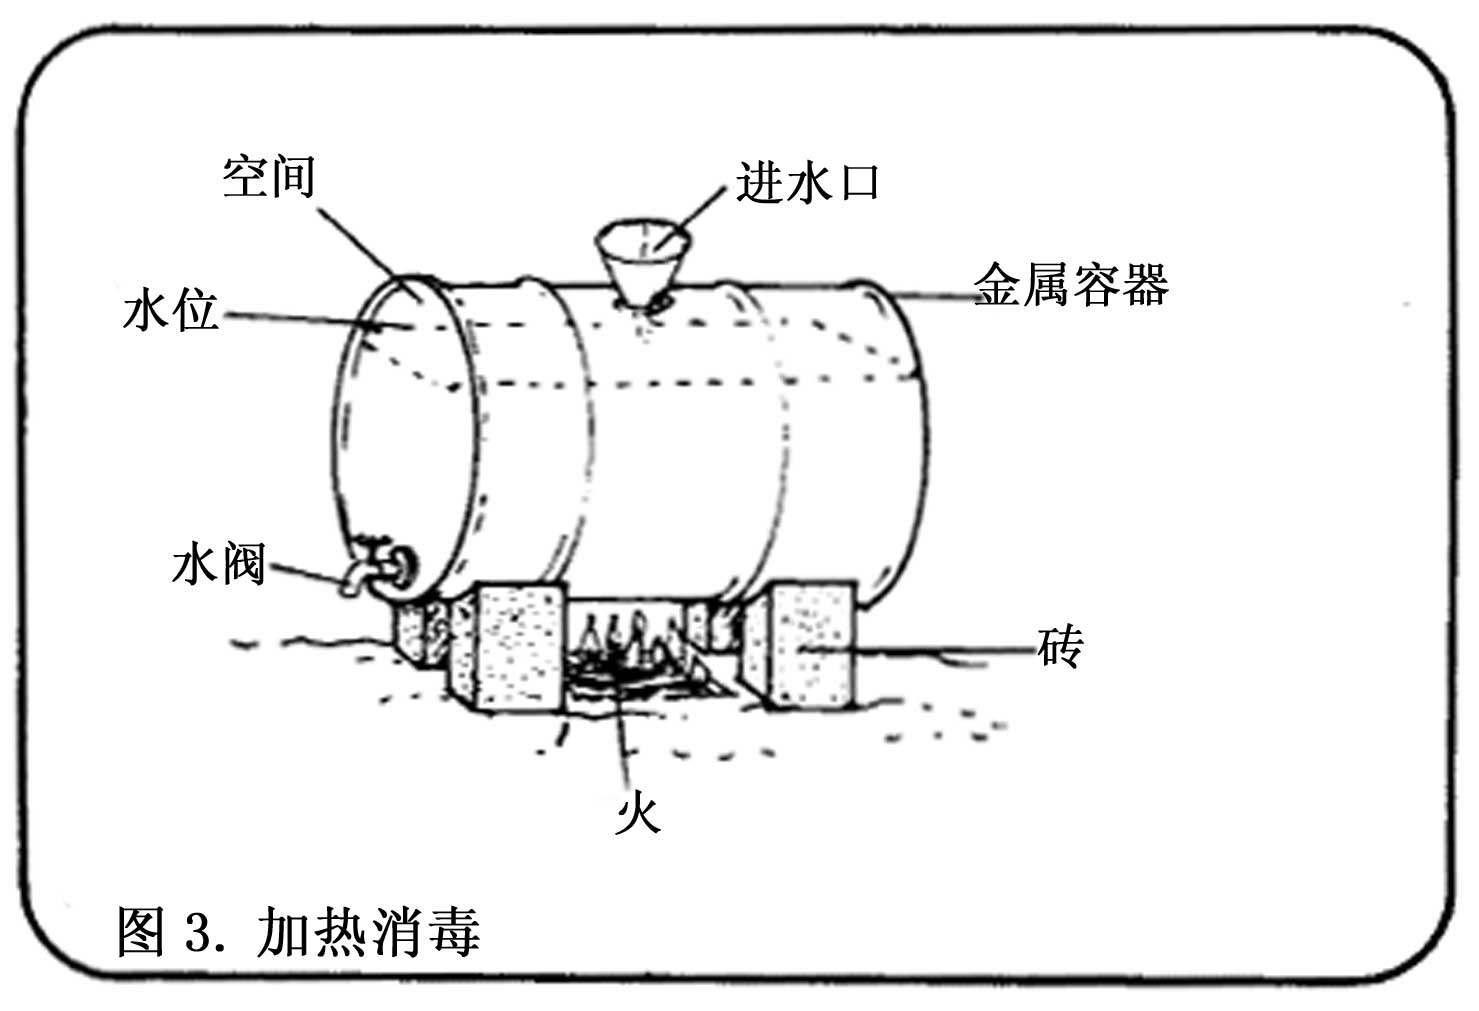 空间
进水口
金属容器
水位
水阀
砖
火
图 3. 加热消毒